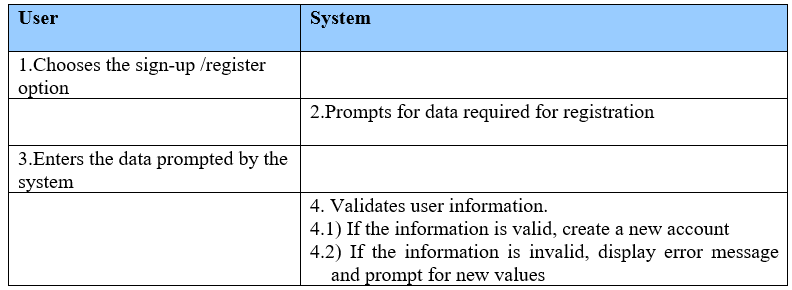 User
System
1.Chooses the sign-up /register
option
2.Prompts for data required for registration
3.Enters the data prompted by the
system
4. Validates user information.
4.1) If the information is valid, create a new account
4.2) If the information is invalid, display error message
and prompt for new values